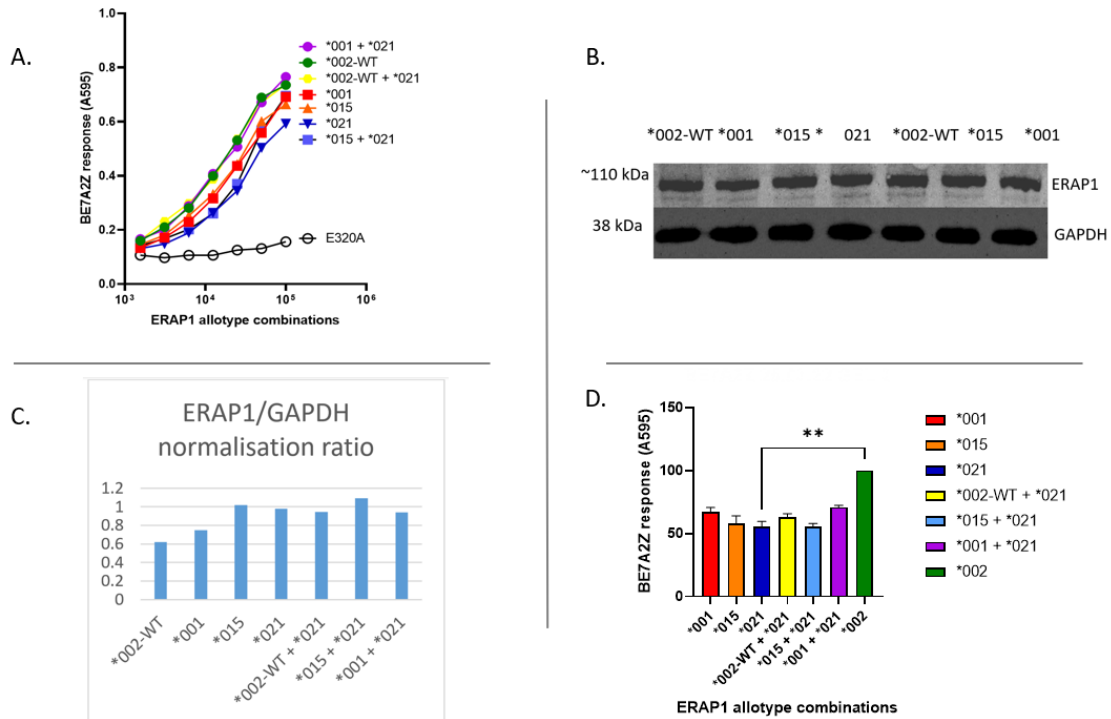 A.
BE7A2Z response (A595)
1.0
0.8
0.6
0.4
0.2
0.0
10³ 10⁴ 10⁵ 10⁶
ERAP1 allotype combinations
*001 + *021
*002-WT
*002-WT + *021
*001
*015
*021
*015 + *021
E320A
B.
*002-WT *001 *015 * 021 *002-WT *015 *001
~110 kDa
ERAP1
38 kDa
GAPDH
C.
ERAP1/GAPDH
normalisation ratio
1.2
1
0.8
0.6
0.4
0.2
0
*002-WT
*001
*015
*021
*002-WT + *021
*015 + *021
*001 + *021
D.
BE7A2Z response (A595)
150
100
50
0
**
*001
*015
*021
*002-WT + *021
*015 + *021
*001 + *021
*002
ERAP1 allotype combinations
*001
*015
*021
*002-WT + *021
*015 + *021
*001 + *021
*002